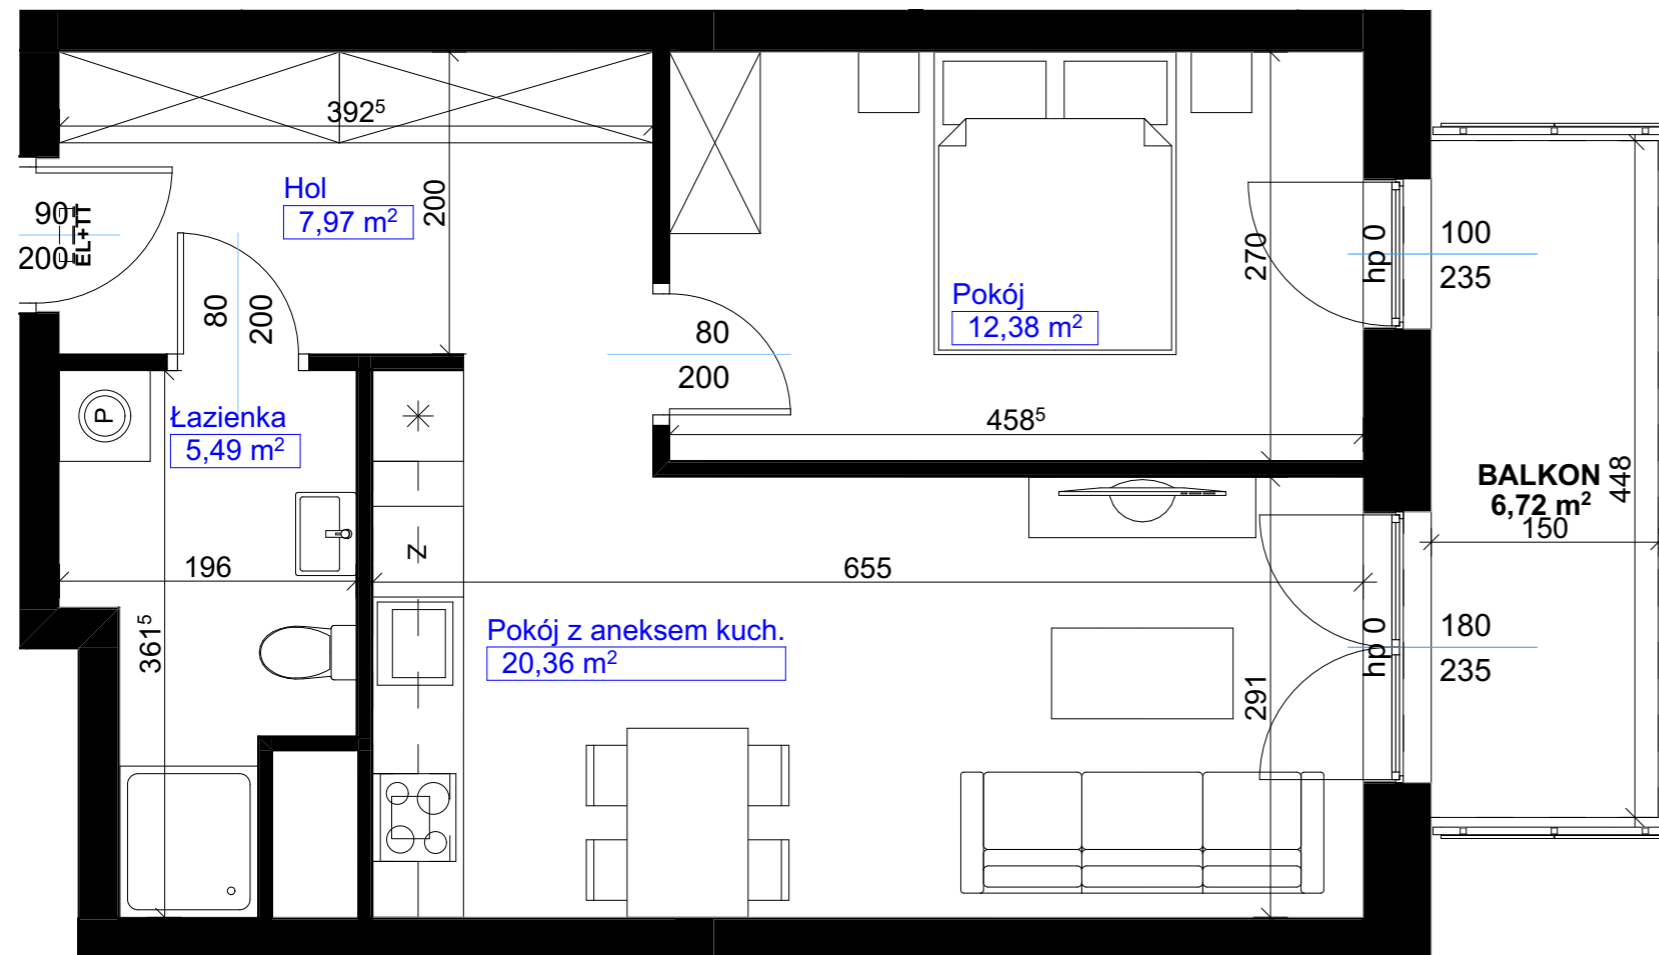 392⁵
Hol
7,97 m²
200
90
200
EL+TT
80
200
Pokój
12,38 m²
270
hp 0
100
235
80
200
458⁵
P
Łazienka
5,49 m²
196
361⁵
Z
655
Pokój z aneksem kuch.
20,36 m²
291
hp 0
180
235
BALKON
6,72 m²
150
448